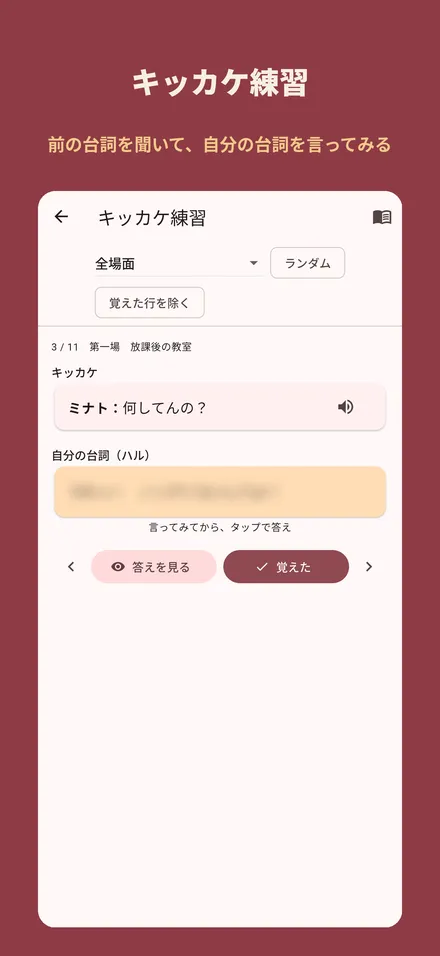 キッカケ練習
前の台詞を聞いて、自分の台詞を言ってみる
キッカケ練習
全場面
ランダム
覚えた行を除く
3 / 11　第一場　放課後の教室
キッカケ
ミナト：何してんの？
自分の台詞（ハル）
言ってみてから、タップで答え
答えを見る
覚えた